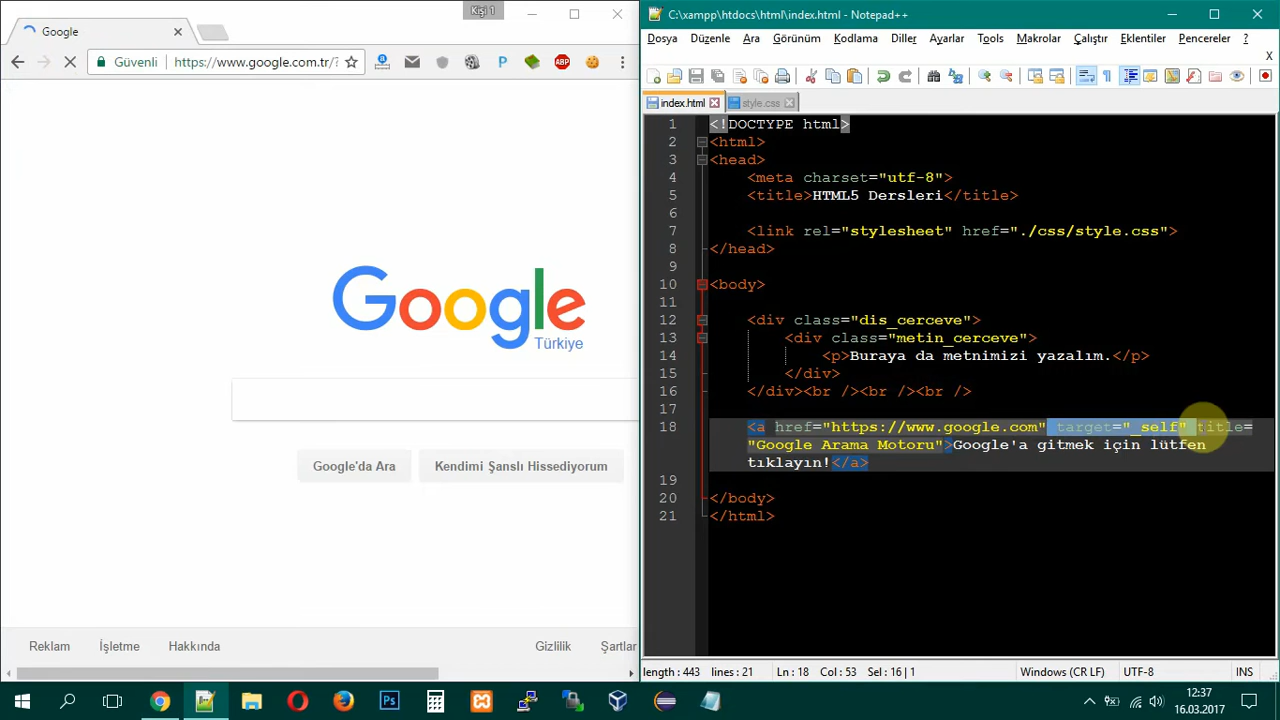 Kişi 1
Google
Güvenli
https://www.google.com.tr/?
P
ABP
Google
Türkiye
Google'da Ara
Kendimi Şanslı Hissediyorum
Reklam
İşletme
Hakkında
Gizlilik
Şartlar
C:\xampp\htdocs\html\index.html - Notepad++
Dosya Düzenle Ara Görünüm Kodlama Diller Ayarlar Tools Makrolar Çalıştır Eklentiler Pencereler ?
X
index.html
style.css
1 <!DOCTYPE html>
2 <html>
3 <head>
4 <meta charset="utf-8">
5 <title>HTML5 Dersleri</title>
6
7 <link rel="stylesheet" href="./css/style.css">
8 </head>
9
10 <body>
11
12 <div class="dis_cerceve">
13 <div class="metin_cerceve">
14 <p>Buraya da metnimizi yazalım.</p>
15 </div>
16 </div><br /><br /><br />
17
18 <a href="https://www.google.com" target="_self" title=
"Google Arama Motoru">Google'a gitmek için lütfen
tıklayın!</a>
19
20 </body>
21 </html>
length : 443 lines : 21 Ln : 18 Col : 53 Sel : 16 | 1 Windows (CR LF) UTF-8 INS
Ps
12:37
16.03.2017